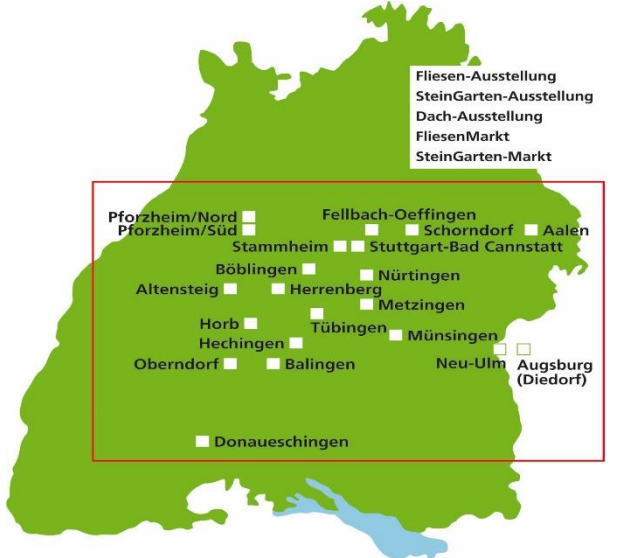 Fliesen-Ausstellung
SteinGarten-Ausstellung
Dach-Ausstellung
FliesenMarkt
SteinGarten-Markt
Pforzheim/Nord
Fellbach-Oeffingen
Pforzheim/Süd
Schorndorf
Aalen
Stammheim
Stuttgart-Bad Cannstatt
Böblingen
Nürtingen
Altensteig
Herrenberg
Metzingen
Horb
Tübingen
Münsingen
Hechingen
Oberndorf
Balingen
Neu-Ulm
Augsburg
(Diedorf)
Donaueschingen